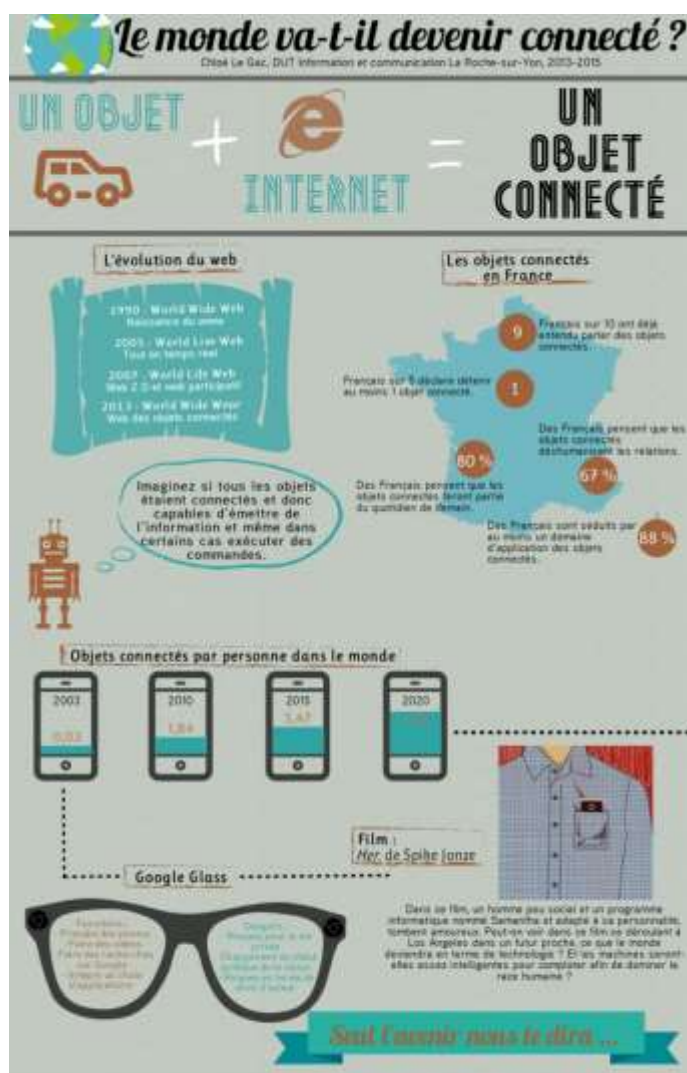 Le monde va-t-il devenir connecté ?
Chloé Le Gac, DUT Information et communication La Roche-sur-Yon, 2013-2015
UN OBJET
+
INTERNET
=
UN
OBJET
CONNECTÉ
L'évolution du web
1990 - World Wide Web
Naissance du
2003 - World Live Web
Tout en temps réel
2007 - World Life Web
Web 2.0 et web participatif
2013 - World Wide Wear
Web des objets connectés
Les objets connectés
en France
9
Français sur 10 ont déjà
entendu parler des objets
connectés.
1
Français sur 5 déclare détenir
au moins 1 objet connecté.
Des Français pensent que les
objets connectés
déshumanisent les relations.
67 %
80 %
Des Français pensent que les
objets connectés feront partie
du quotidien de demain.
Des Français sont séduits par
au moins un domaine
d'application des objets
connectés.
88 %
Imaginez si tous les objets
étaient connectés et donc
capables d'émettre de
l'information et même dans
certains cas exécuter des
commandes.
Objets connectés par personne dans le monde
2003
2010
1,84
2015
3,47
2020
Film :
Her, de Spike Jonze
Google Glass
Dans ce film, un homme peu social et un programme
informatique nommé Samantha et adapté à sa personnalité,
tombent amoureux. Peut-on voir dans ce film se déroulant à
Los Angeles dans un futur proche, ce que le monde
deviendra en terme de technologie ? Et les machines seront-
elles assez intelligentes pour comploter afin de dominer la
race humaine ?
Seul l'avenir nous le dira ...